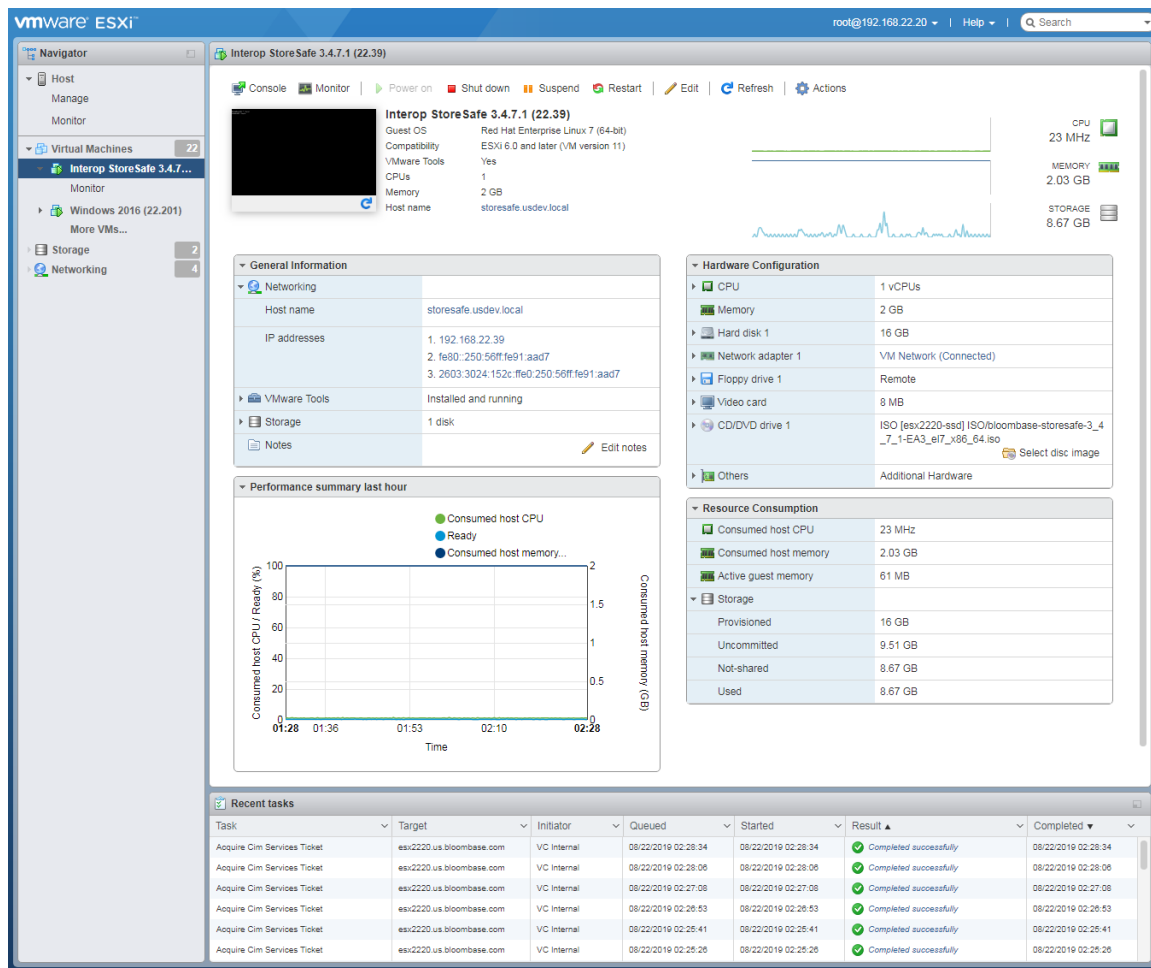 vmware ESXi™
root@192.168.22.20 | Help | Search
Navigator
Host
Manage
Monitor
Virtual Machines 22
Interop StoreSafe 3.4.7...
Monitor
Windows 2016 (22.201)
More VMs...
Storage 2
Networking 4
Interop StoreSafe 3.4.7.1 (22.39)
Console Monitor | Power on Shut down Suspend Restart | Edit | Refresh | Actions
Interop StoreSafe 3.4.7.1 (22.39)
Guest OS Red Hat Enterprise Linux 7 (64-bit)
Compatibility ESXi 6.0 and later (VM version 11)
VMware Tools Yes
CPUs 1
Memory 2 GB
Host name storesafe.usdev.local
CPU
23 MHz
MEMORY
2.03 GB
STORAGE
8.67 GB
General Information
Networking
Host name storesafe.usdev.local
IP addresses 1. 192.168.22.39
2. fe80::250:56ff:fe91:aad7
3. 2603:3024:152c:ffe0:250:56ff:fe91:aad7
VMware Tools Installed and running
Storage 1 disk
Notes Edit notes
Performance summary last hour
Consumed host CPU
Ready
Consumed host memory...
Consumed host CPU / Ready (%)
100
80
60
40
20
0
2
1.5
1
0.5
0
Consumed host memory (GB)
01:28 01:36 01:53 02:10 02:28
Time
Hardware Configuration
CPU 1 vCPUs
Memory 2 GB
Hard disk 1 16 GB
Network adapter 1 VM Network (Connected)
Floppy drive 1 Remote
Video card 8 MB
CD/DVD drive 1 ISO [esx2220-ssd] ISO/bloombase-storesafe-3_4
_7_1-EA3_el7_x86_64.iso
Select disc image
Others Additional Hardware
Resource Consumption
Consumed host CPU 23 MHz
Consumed host memory 2.03 GB
Active guest memory 61 MB
Storage
Provisioned 16 GB
Uncommitted 9.51 GB
Not-shared 8.67 GB
Used 8.67 GB
Recent tasks
Task Target Initiator Queued Started Result Completed
Acquire Cim Services Ticket esx2220.us.bloombase.com VC Internal 08/22/2019 02:28:34 08/22/2019 02:28:34 Completed successfully 08/22/2019 02:28:34
Acquire Cim Services Ticket esx2220.us.bloombase.com VC Internal 08/22/2019 02:28:06 08/22/2019 02:28:06 Completed successfully 08/22/2019 02:28:06
Acquire Cim Services Ticket esx2220.us.bloombase.com VC Internal 08/22/2019 02:27:08 08/22/2019 02:27:08 Completed successfully 08/22/2019 02:27:08
Acquire Cim Services Ticket esx2220.us.bloombase.com VC Internal 08/22/2019 02:26:53 08/22/2019 02:26:53 Completed successfully 08/22/2019 02:26:53
Acquire Cim Services Ticket esx2220.us.bloombase.com VC Internal 08/22/2019 02:25:41 08/22/2019 02:25:41 Completed successfully 08/22/2019 02:25:41
Acquire Cim Services Ticket esx2220.us.bloombase.com VC Internal 08/22/2019 02:25:26 08/22/2019 02:25:26 Completed successfully 08/22/2019 02:25:26